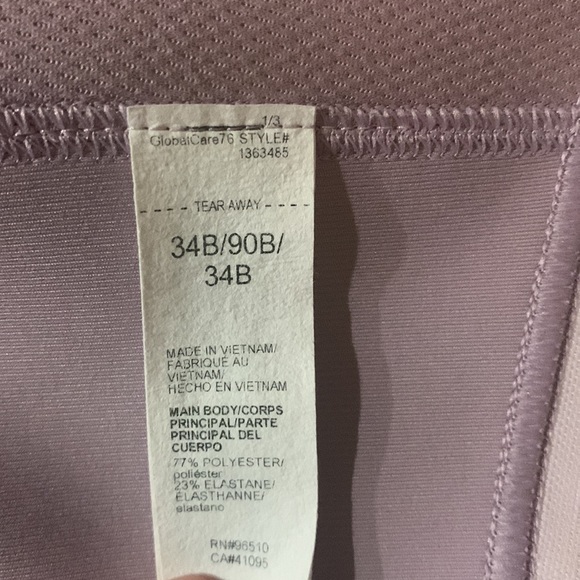 1/3
GlobalCare76 STYLE#
1363485
- - - - TEAR AWAY - - - -
34B/90B/
34B
MADE IN VIETNAM/
FABRIQUÉ AU
VIETNAM/
HECHO EN VIETNAM
MAIN BODY/CORPS
PRINCIPAL/PARTE
PRINCIPAL DEL
CUERPO
77% POLYESTER/
poliéster
23% ELASTANE/
ÉLASTHANNE/
elastano
RN#96510
CA#41095